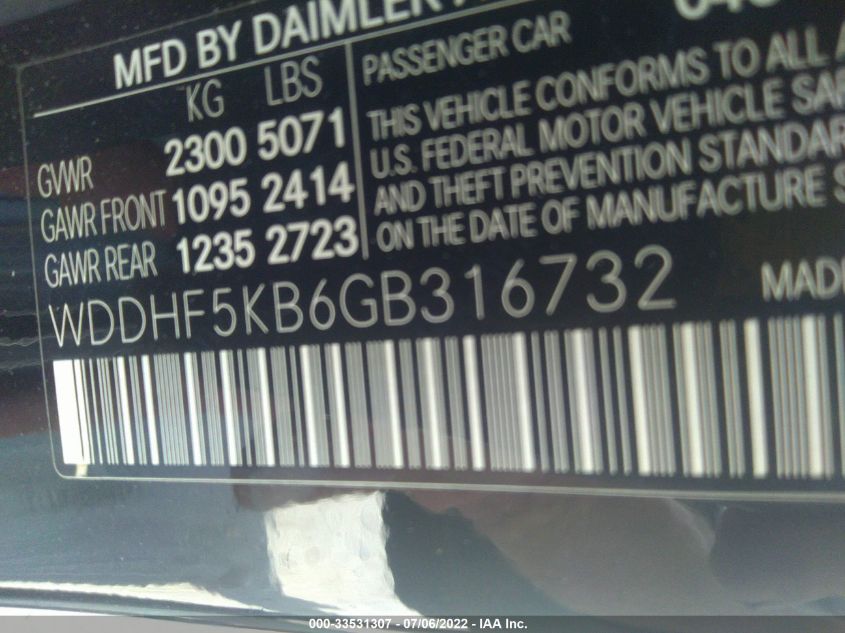 MFD BY DAIMLER
KG LBS
GVWR 2300 5071
GAWR FRONT 1095 2414
GAWR REAR 1235 2723
PASSENGER CAR
THIS VEHICLE CONFORMS TO ALL
U.S. FEDERAL MOTOR VEHICLE
AND THEFT PREVENTION
ON THE DATE OF MANUFACTURE
WDDHF5KB6GB316732
000-33531307 - 07/06/2022 - IAA Inc.